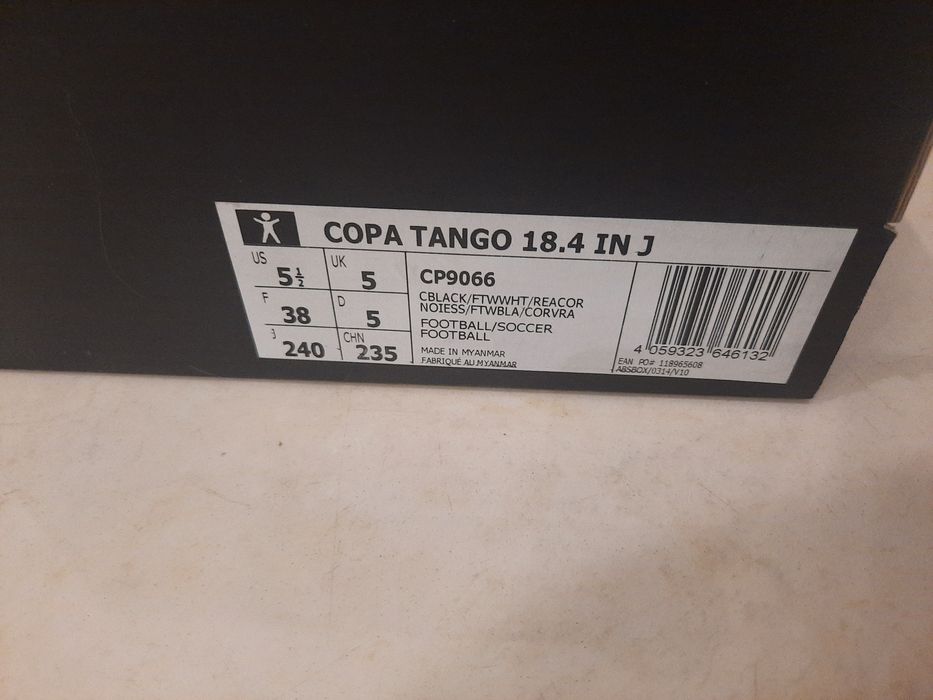 COPA TANGO 18.4 IN J
US 5½ UK 5
F 38 D 5
J 240 CHN 235
CP9066
CBLACK/FTWWHT/REACOR
NOIESS/FTWBLA/CORVRA
FOOTBALL/SOCCER
FOOTBALL
MADE IN MYANMAR
FABRIQUÉ AU MYANMAR
4 059323 646132
EAN PO# 118965608
ABSBOX/0314/V10